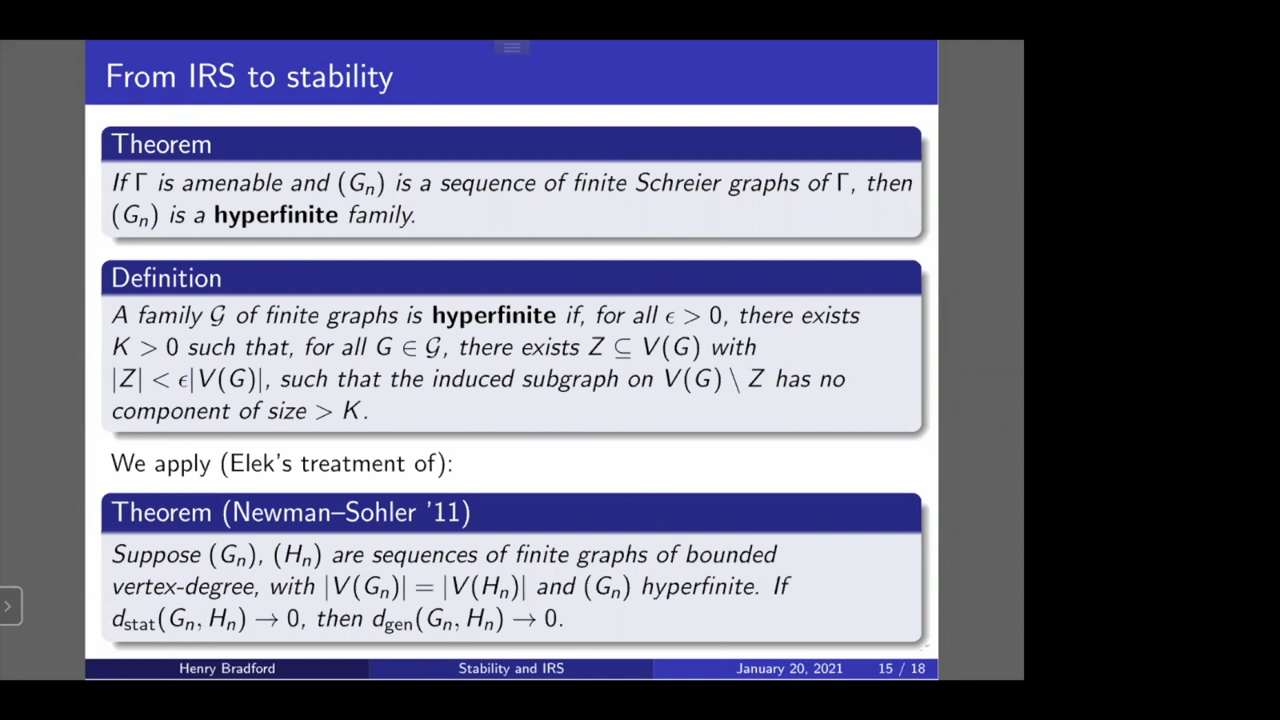 From IRS to stability
Theorem
If Γ is amenable and (Gₙ) is a sequence of finite Schreier graphs of Γ, then
(Gₙ) is a hyperfinite family.
Definition
A family 𝒢 of finite graphs is hyperfinite if, for all ϵ > 0, there exists
K > 0 such that, for all G ∈ 𝒢, there exists Z ⊆ V(G) with
|Z| < ϵ|V(G)|, such that the induced subgraph on V(G) \ Z has no
component of size > K.
We apply (Elek's treatment of):
Theorem (Newman–Sohler '11)
Suppose (Gₙ), (Hₙ) are sequences of finite graphs of bounded
vertex-degree, with |V(Gₙ)| = |V(Hₙ)| and (Gₙ) hyperfinite. If
d_stat(Gₙ, Hₙ) → 0, then d_gen(Gₙ, Hₙ) → 0.
Henry Bradford Stability and IRS January 20, 2021 15 / 18